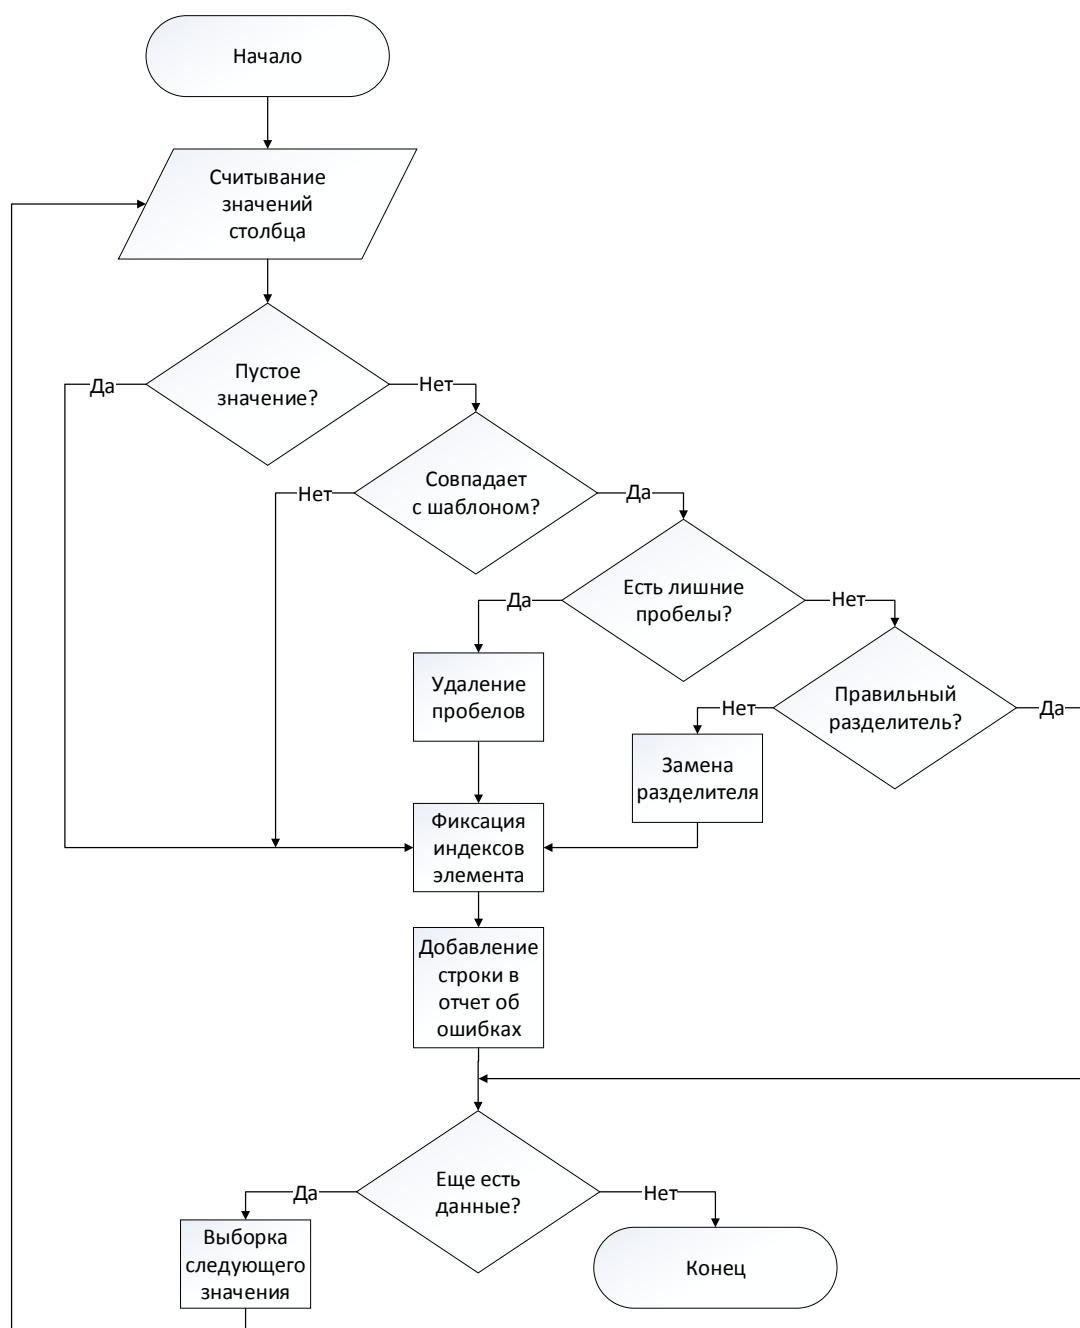 Начало
Считывание
значений
столбца
Пустое
значение?
Да
Нет
Совпадает
с шаблоном?
Нет
Да
Есть лишние
пробелы?
Да
Нет
Удаление
пробелов
Правильный
разделитель?
Нет
Да
Замена
разделителя
Фиксация
индексов
элемента
Добавление
строки в
отчет об
ошибках
Еще есть
данные?
Да
Нет
Выборка
следующего
значения
Конец